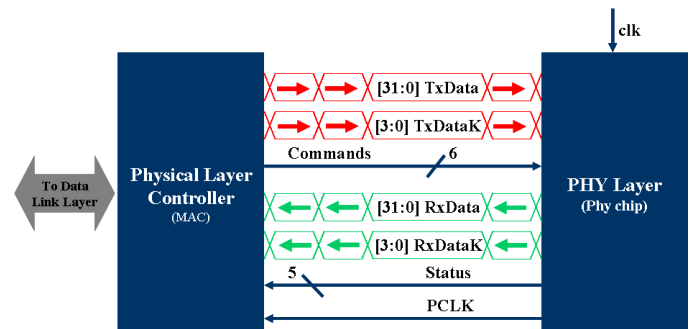 clk
[31:0] TxData
[3:0] TxDataK
Commands 6
To Data
Link Layer
Physical Layer
Controller
(MAC)
PHY Layer
(Phy chip)
[31:0] RxData
[3:0] RxDataK
5 Status
PCLK